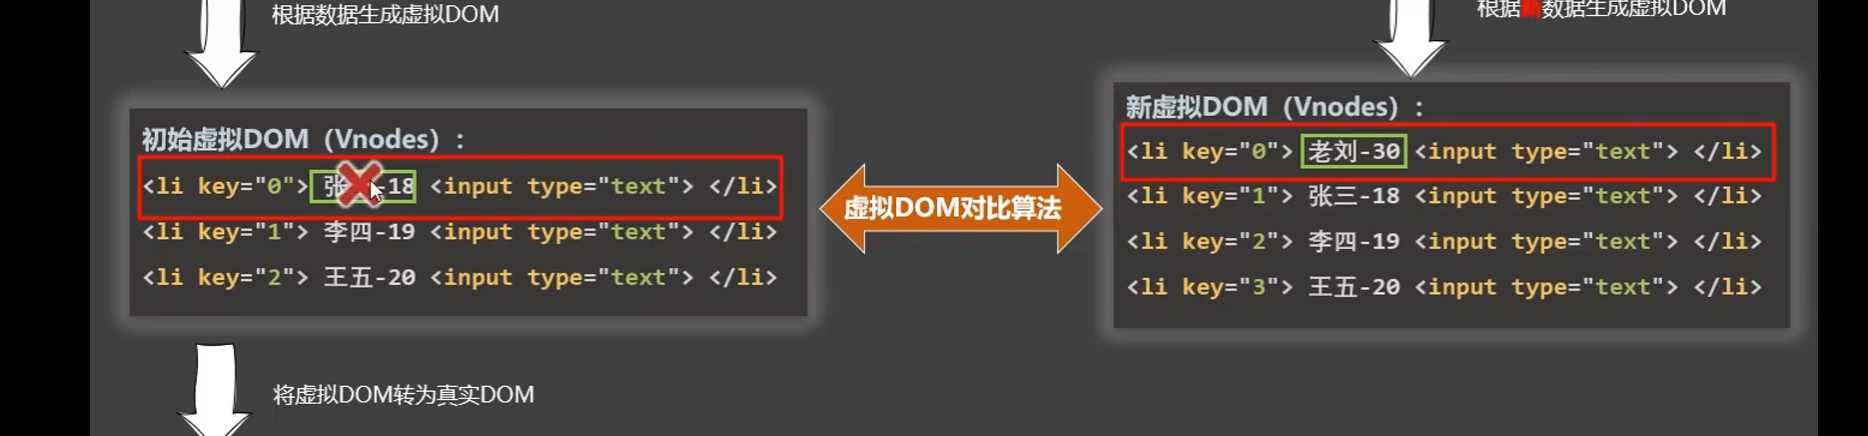 根据数据生成虚拟DOM
根据新数据生成虚拟DOM
初始虚拟DOM（Vnodes）：
<li key="0"> 张 -18 <input type="text"> </li>
<li key="1"> 李四-19 <input type="text"> </li>
<li key="2"> 王五-20 <input type="text"> </li>
虚拟DOM对比算法
新虚拟DOM（Vnodes）：
<li key="0"> 老刘-30 <input type="text"> </li>
<li key="1"> 张三-18 <input type="text"> </li>
<li key="2"> 李四-19 <input type="text"> </li>
<li key="3"> 王五-20 <input type="text"> </li>
将虚拟DOM转为真实DOM